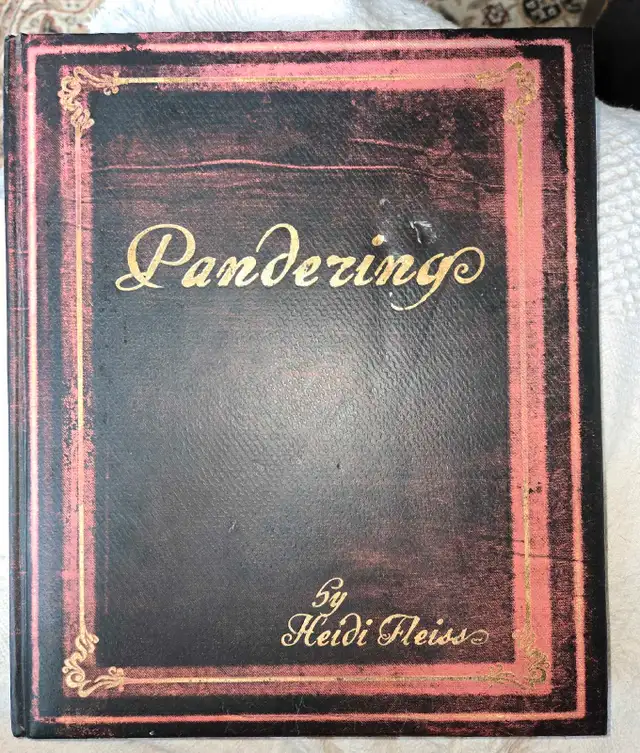 Pandering
by
Heidi Fleiss